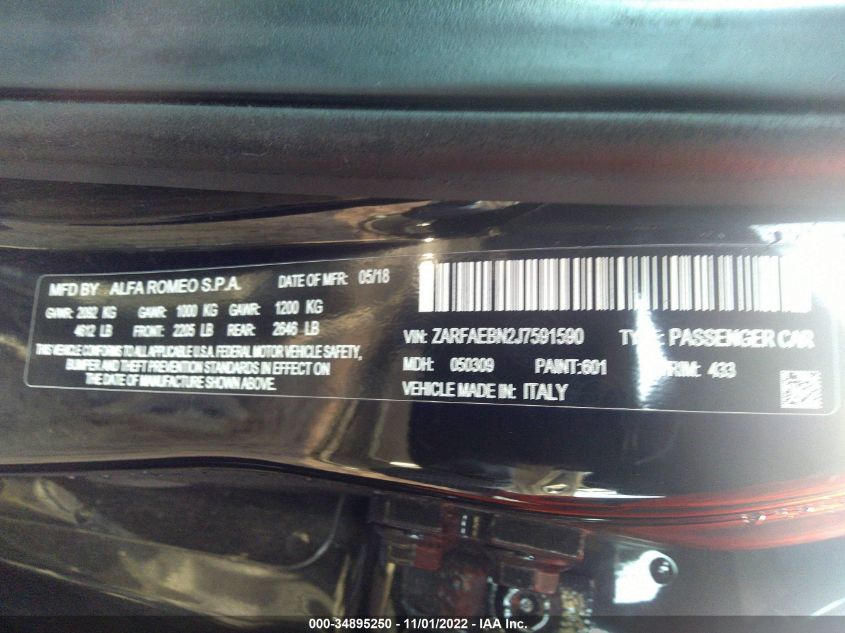 MFD BY ALFA ROMEO S.P.A. DATE OF MFR: 05/18
GVWR: 2092 KG GAWR: 1000 KG GAWR: 1200 KG
4612 LB FRONT: 2205 LB REAR: 2646 LB
THIS VEHICLE CONFORMS TO ALL APPLICABLE U.S.A. FEDERAL MOTOR VEHICLE SAFETY,
BUMPER AND THEFT PREVENTION STANDARDS IN EFFECT ON
THE DATE OF MANUFACTURE SHOWN ABOVE.
VIN: ZARFAEBN2J7591590 TYPE: PASSENGER CAR
MDH: 050309 PAINT:601 TRIM: 433
VEHICLE MADE IN: ITALY
000-34895250 - 11/01/2022 - IAA Inc.